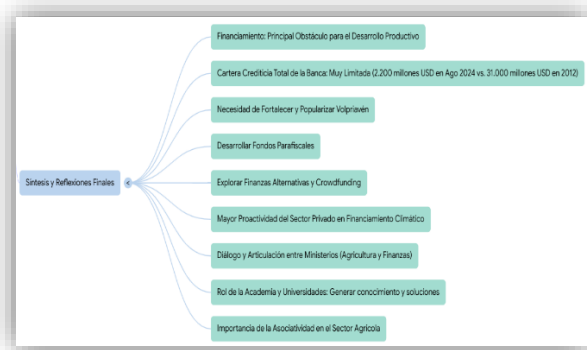 Financiamiento: Principal Obstáculo para el Desarrollo Productivo
Cartera Crediticia Total de la Banca: Muy Limitada (2.200 millones USD en Ago 2024 vs. 31.000 millones USD en 2012)
Necesidad de Fortalecer y Popularizar Volpriavén
Desarrollar Fondos Parafiscales
Síntesis y Reflexiones Finales
<
Explorar Finanzas Alternativas y Crowdfunding
Mayor Proactividad del Sector Privado en Financiamiento Climático
Diálogo y Articulación entre Ministerios (Agricultura y Finanzas)
Rol de la Academia y Universidades: Generar conocimiento y soluciones
Importancia de la Asociatividad en el Sector Agrícola